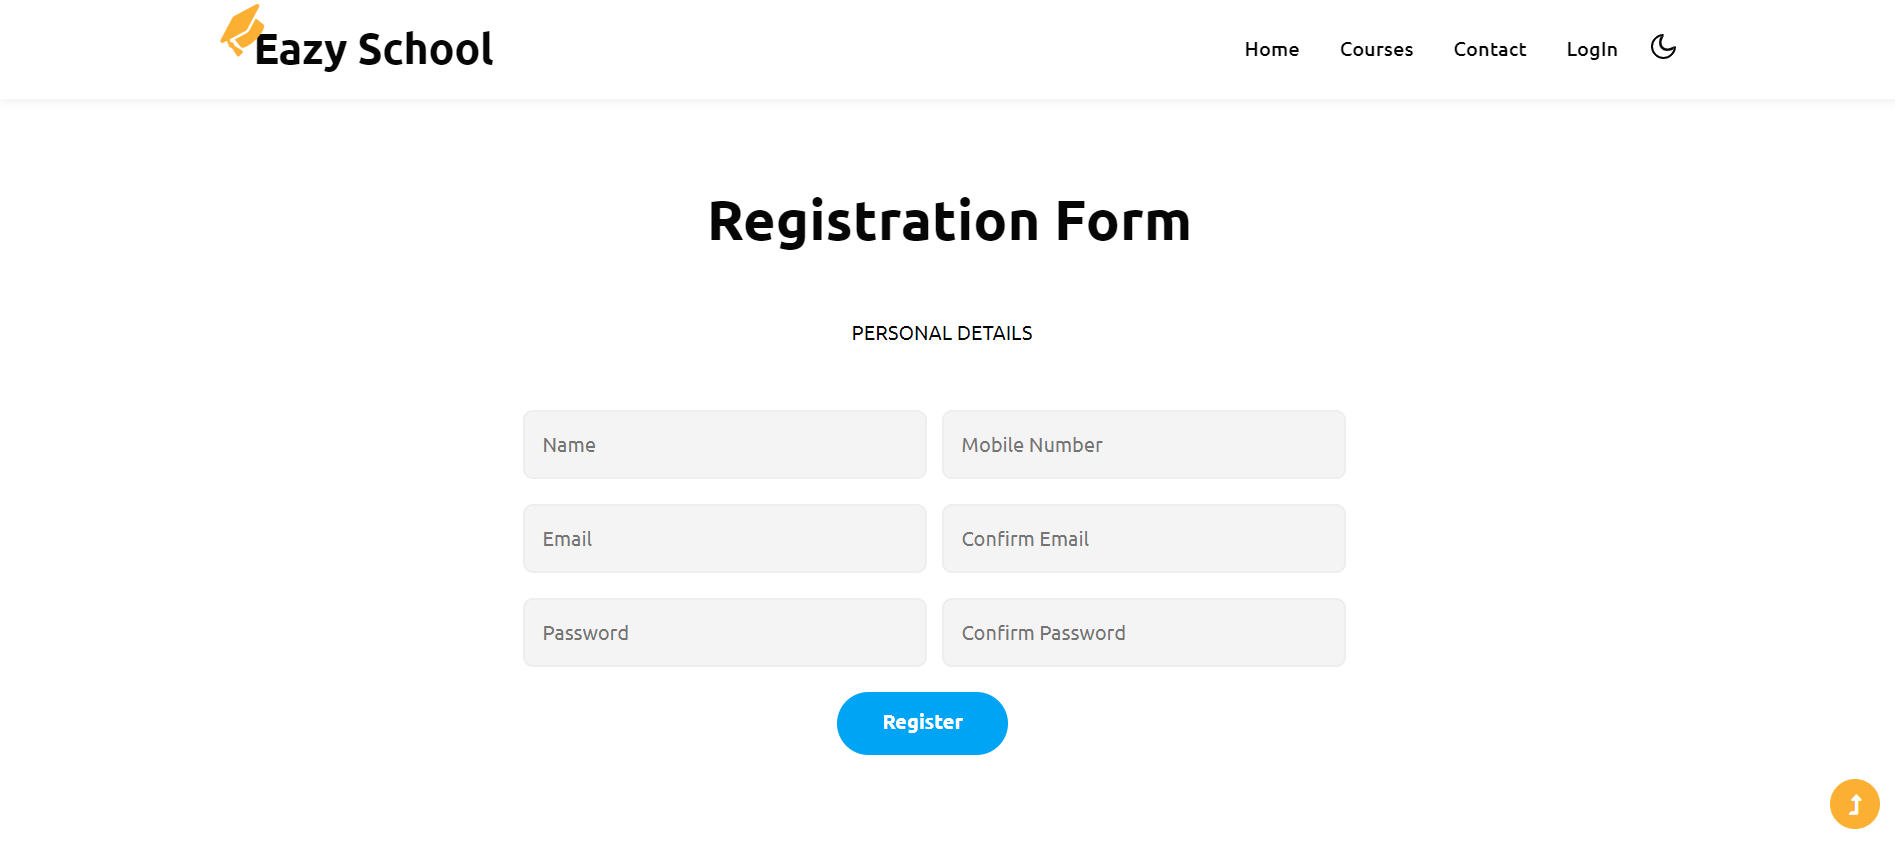 Eazy School
Home Courses Contact LogIn
Registration Form
PERSONAL DETAILS
Name Mobile Number
Email Confirm Email
Password Confirm Password
Register